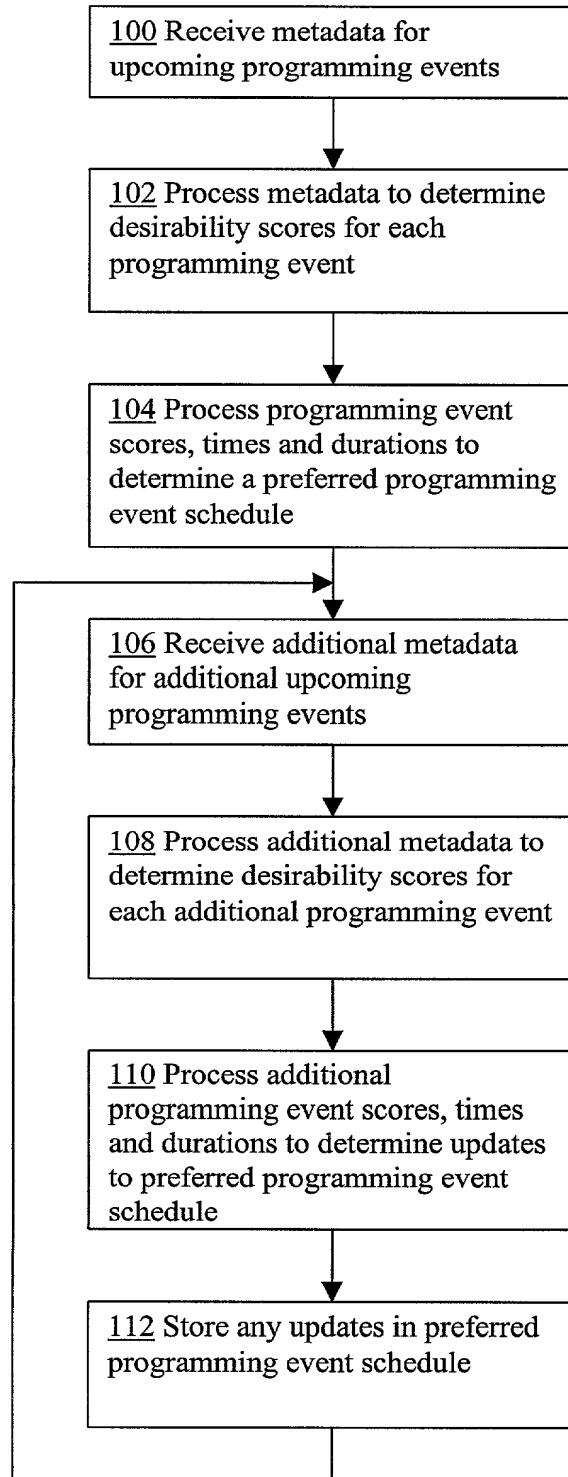 100 Receive metadata for
upcoming programming events
102 Process metadata to determine
desirability scores for each
programming event
104 Process programming event
scores, times and durations to
determine a preferred programming
event schedule
106 Receive additional metadata
for additional upcoming
programming events
108 Process additional metadata to
determine desirability scores for
each additional programming event
110 Process additional
programming event scores, times
and durations to determine updates
to preferred programming event
schedule
112 Store any updates in preferred
programming event schedule